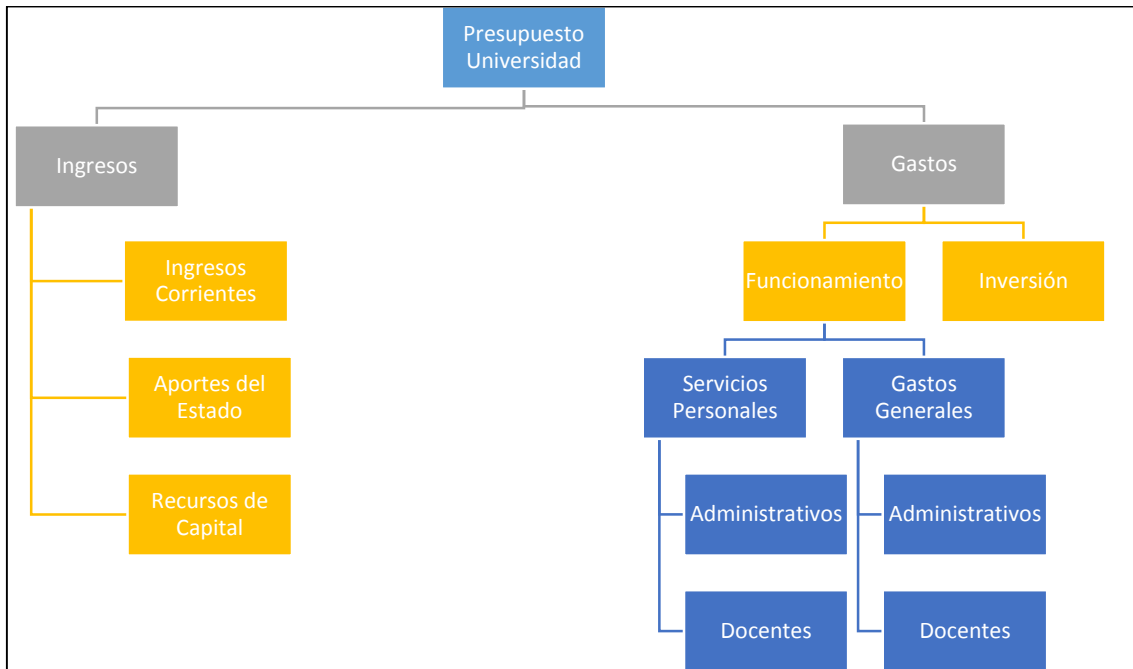 Presupuesto
Universidad
Ingresos
Gastos
Ingresos
Corrientes
Aportes del
Estado
Recursos de
Capital
Funcionamiento
Inversión
Servicios
Personales
Gastos
Generales
Administrativos
Docentes
Administrativos
Docentes